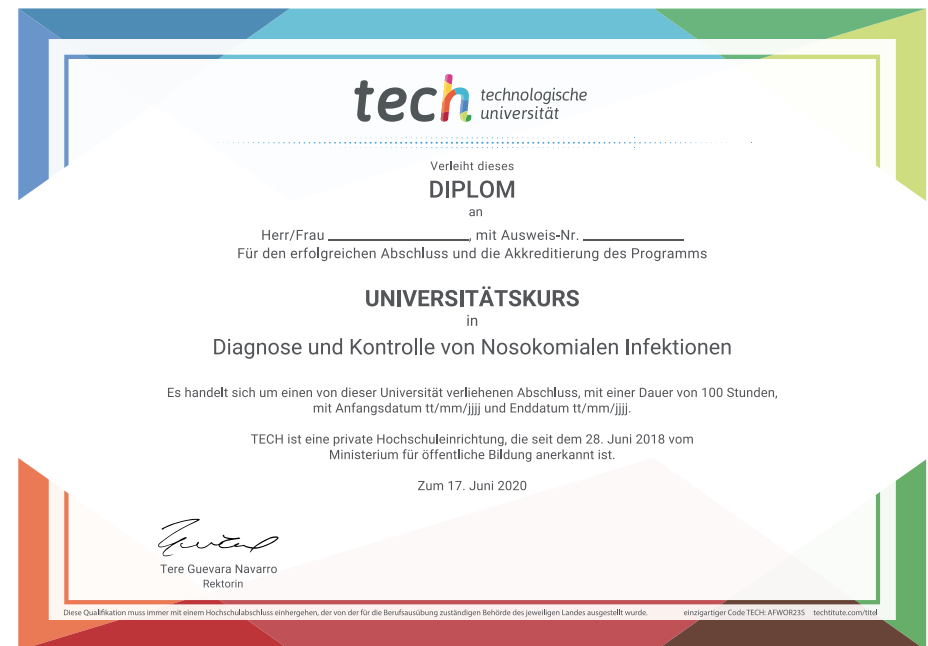 tech technologische
universität
Verleiht dieses
DIPLOM
an
Herr/Frau ____________________, mit Ausweis-Nr. ______________
Für den erfolgreichen Abschluss und die Akkreditierung des Programms
UNIVERSITÄTSKURS
in
Diagnose und Kontrolle von Nosokomialen Infektionen
Es handelt sich um einen von dieser Universität verliehenen Abschluss, mit einer Dauer von 100 Stunden,
mit Anfangsdatum tt/mm/jjjj und Enddatum tt/mm/jjjj.
TECH ist eine private Hochschuleinrichtung, die seit dem 28. Juni 2018 vom
Ministerium für öffentliche Bildung anerkannt ist.
Zum 17. Juni 2020
Tere Guevara Navarro
Rektorin
Diese Qualifikation muss immer mit einem Hochschulabschluss einhergehen, der von der für die Berufsausübung zuständigen Behörde des jeweiligen Landes ausgestellt wurde. einzigartiger Code TECH: AFWOR23S techtitute.com/titel